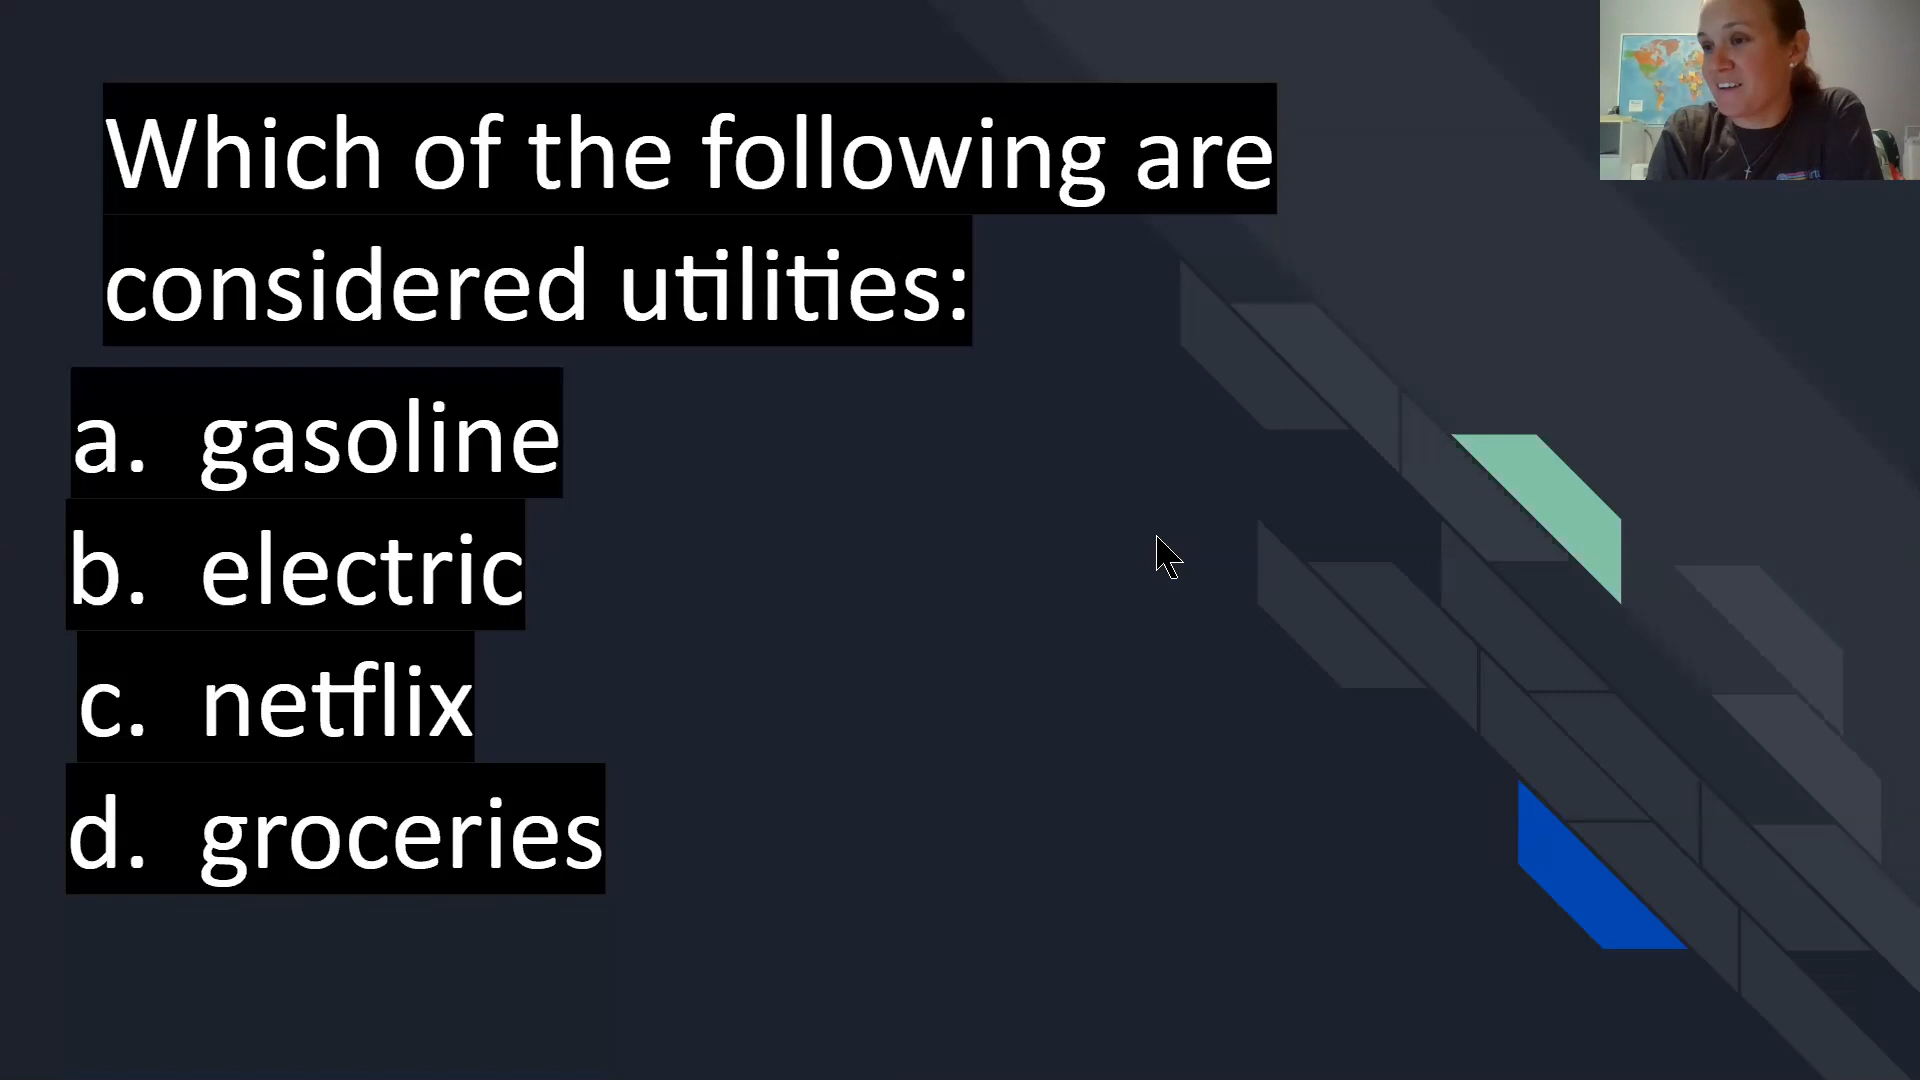 Which of the following are
considered utilities:
a. gasoline
b. electric
c. netflix
d. groceries